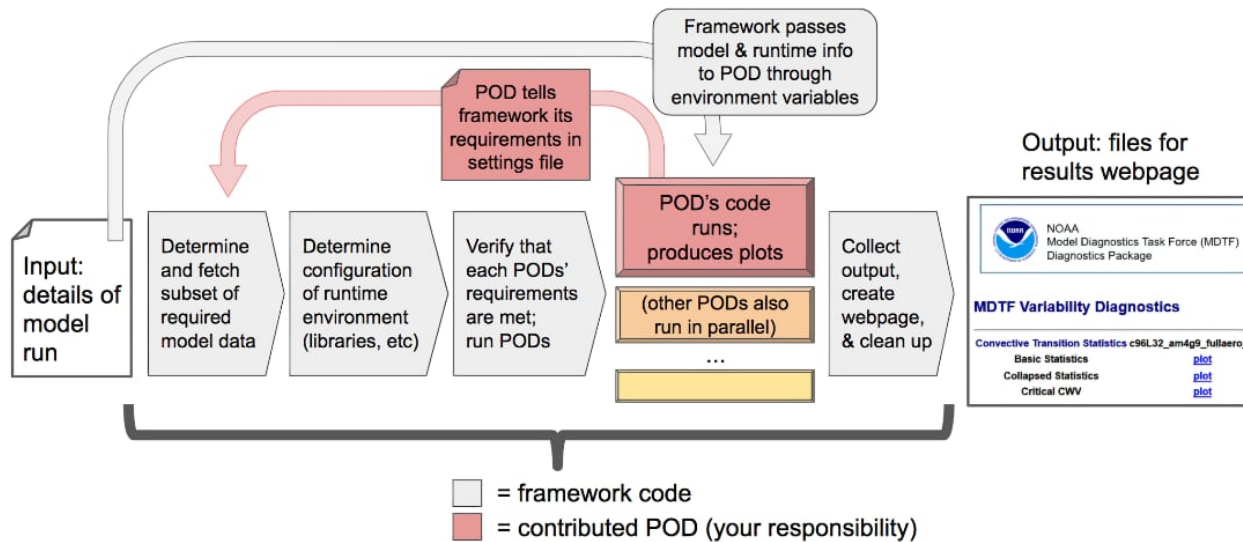 Framework passes
model & runtime info
to POD through
environment variables
POD tells
framework its
requirements in
settings file
Output: files for
results webpage
Input:
details of
model
run
Determine
and fetch
subset of
required
model data
Determine
configuration
of runtime
environment
(libraries, etc)
Verify that
each PODs’
requirements
are met;
run PODs
POD’s code
runs;
produces plots
(other PODs also
run in parallel)
...
Collect
output,
create
webpage,
& clean up
NOAA
NOAA
Model Diagnostics Task Force (MDTF)
Diagnostics Package
MDTF Variability Diagnostics
Convective Transition Statistics c96L32_am4g9_fullaero_
Basic Statistics plot
Collapsed Statistics plot
Critical CWV plot
= framework code
= contributed POD (your responsibility)